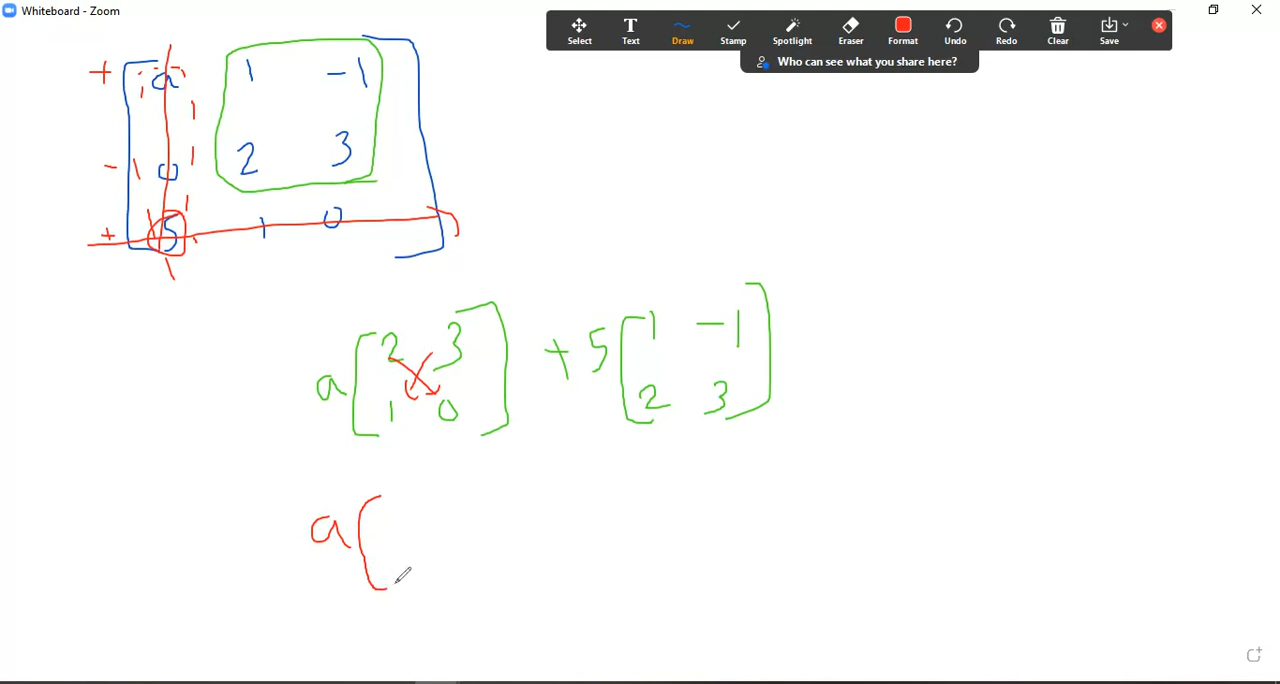 Whiteboard - Zoom
Select Text Draw Stamp Spotlight Eraser Format Undo Redo Clear Save
Who can see what you share here?
+ a 1 -1
- 0 2 3
+ 5 1 0
a [ 2 3 ] + 5 [ 1 -1 ]
1 0 2 3
a (